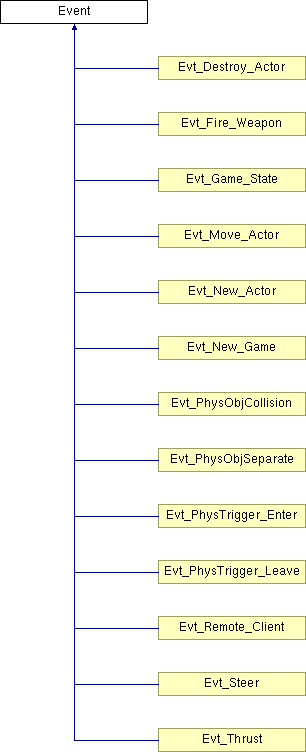 Event
Evt_Destroy_Actor
Evt_Fire_Weapon
Evt_Game_State
Evt_Move_Actor
Evt_New_Actor
Evt_New_Game
Evt_PhysObjCollision
Evt_PhysObjSeparate
Evt_PhysTrigger_Enter
Evt_PhysTrigger_Leave
Evt_Remote_Client
Evt_Steer
Evt_Thrust